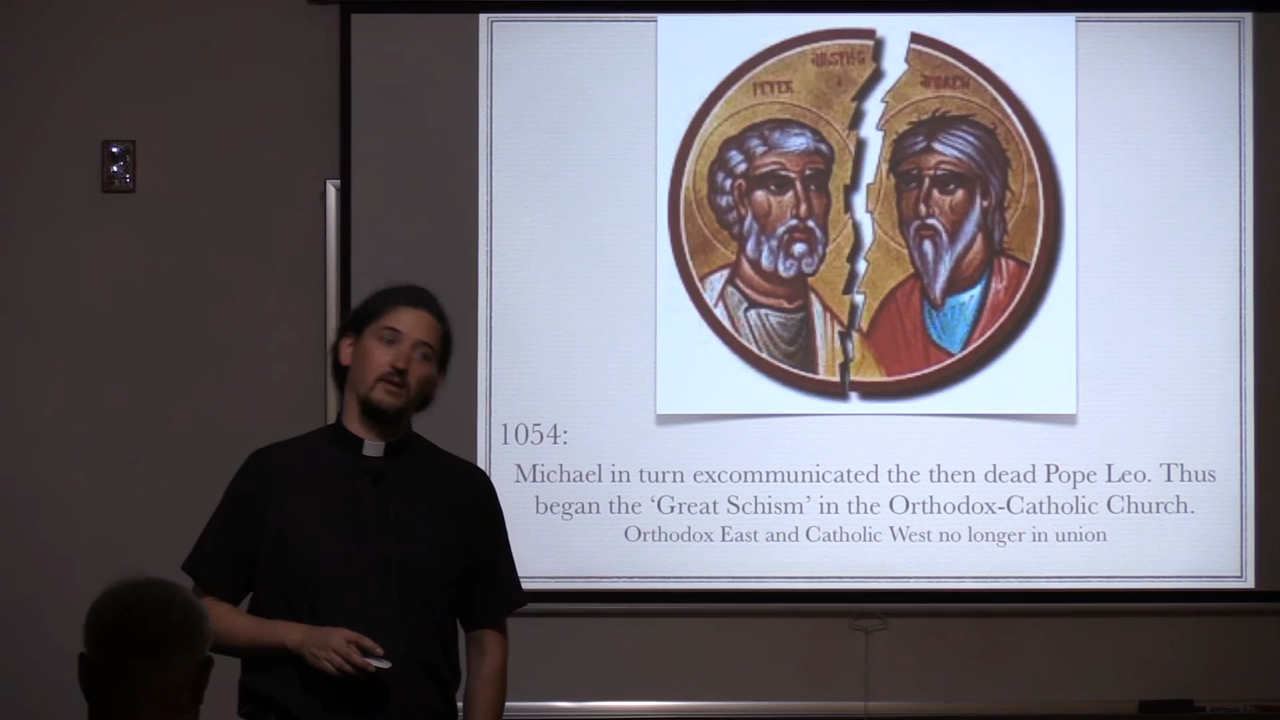 PETER
1054:
Michael in turn excommunicated the then dead Pope Leo. Thus
began the ‘Great Schism’ in the Orthodox-Catholic Church.
Orthodox East and Catholic West no longer in union